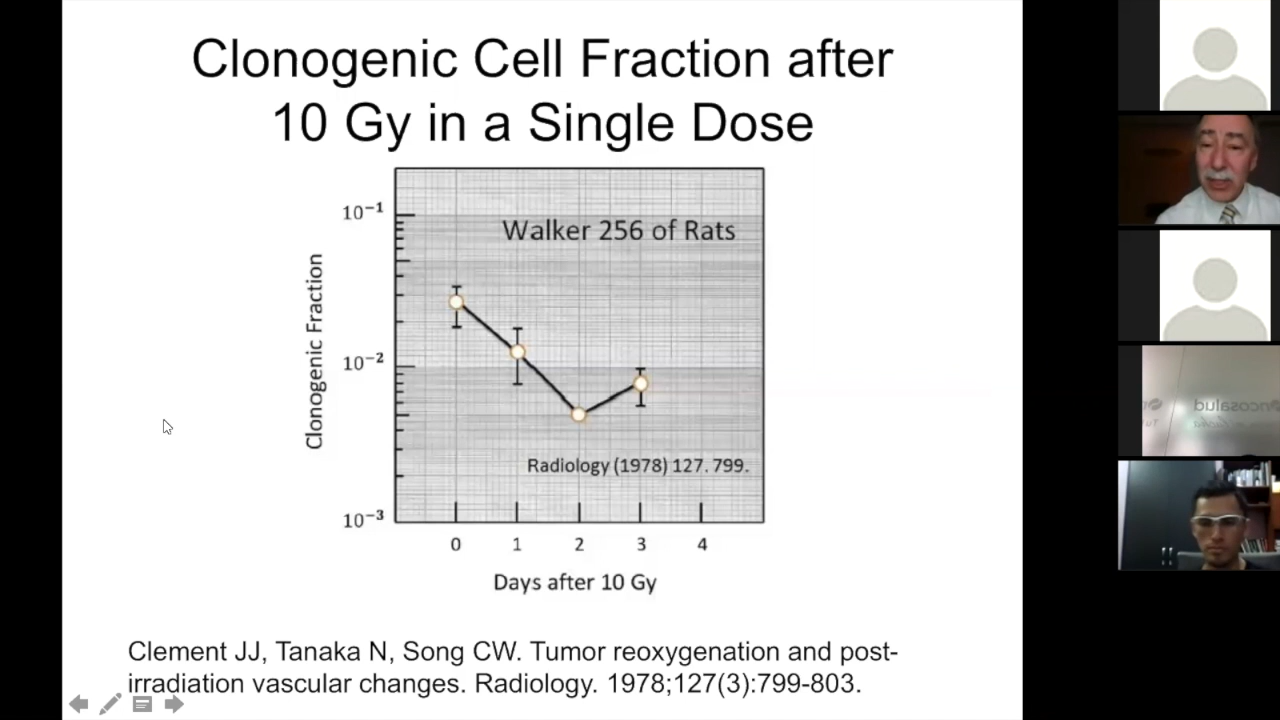 Clonogenic Cell Fraction after
10 Gy in a Single Dose
10⁻¹
Walker 256 of Rats
Clonogenic Fraction
10⁻²
Radiology (1978) 127. 799.
10⁻³
0 1 2 3 4
Days after 10 Gy
Clement JJ, Tanaka N, Song CW. Tumor reoxygenation and post-
irradiation vascular changes. Radiology. 1978;127(3):799-803.